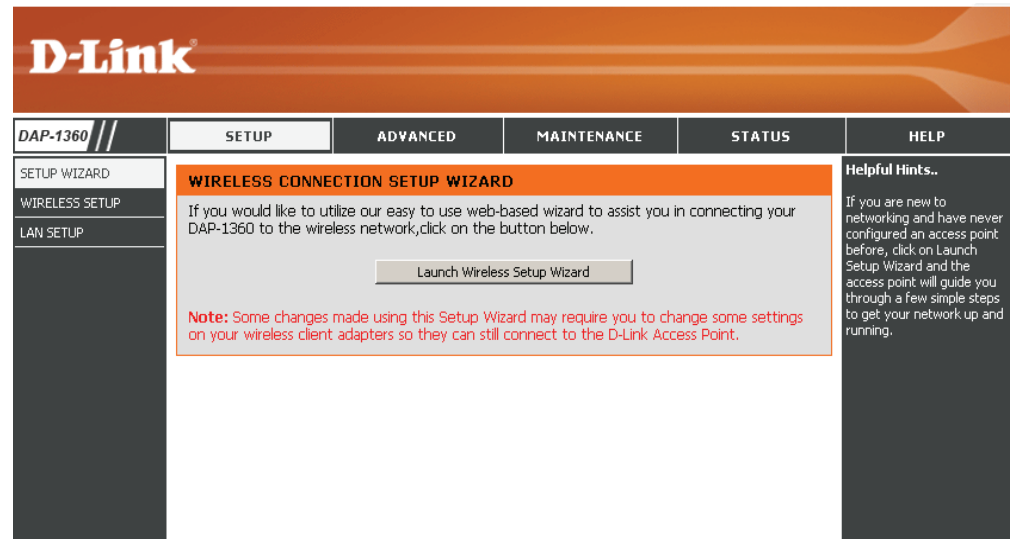 D-Link®
DAP-1360
SETUP
ADVANCED
MAINTENANCE
STATUS
HELP
SETUP WIZARD
WIRELESS SETUP
LAN SETUP
WIRELESS CONNECTION SETUP WIZARD
If you would like to utilize our easy to use web-based wizard to assist you in connecting your
DAP-1360 to the wireless network,click on the button below.
Launch Wireless Setup Wizard
Note: Some changes made using this Setup Wizard may require you to change some settings
on your wireless client adapters so they can still connect to the D-Link Access Point.
Helpful Hints..
If you are new to
networking and have never
configured an access point
before, click on Launch
Setup Wizard and the
access point will guide you
through a few simple steps
to get your network up and
running.